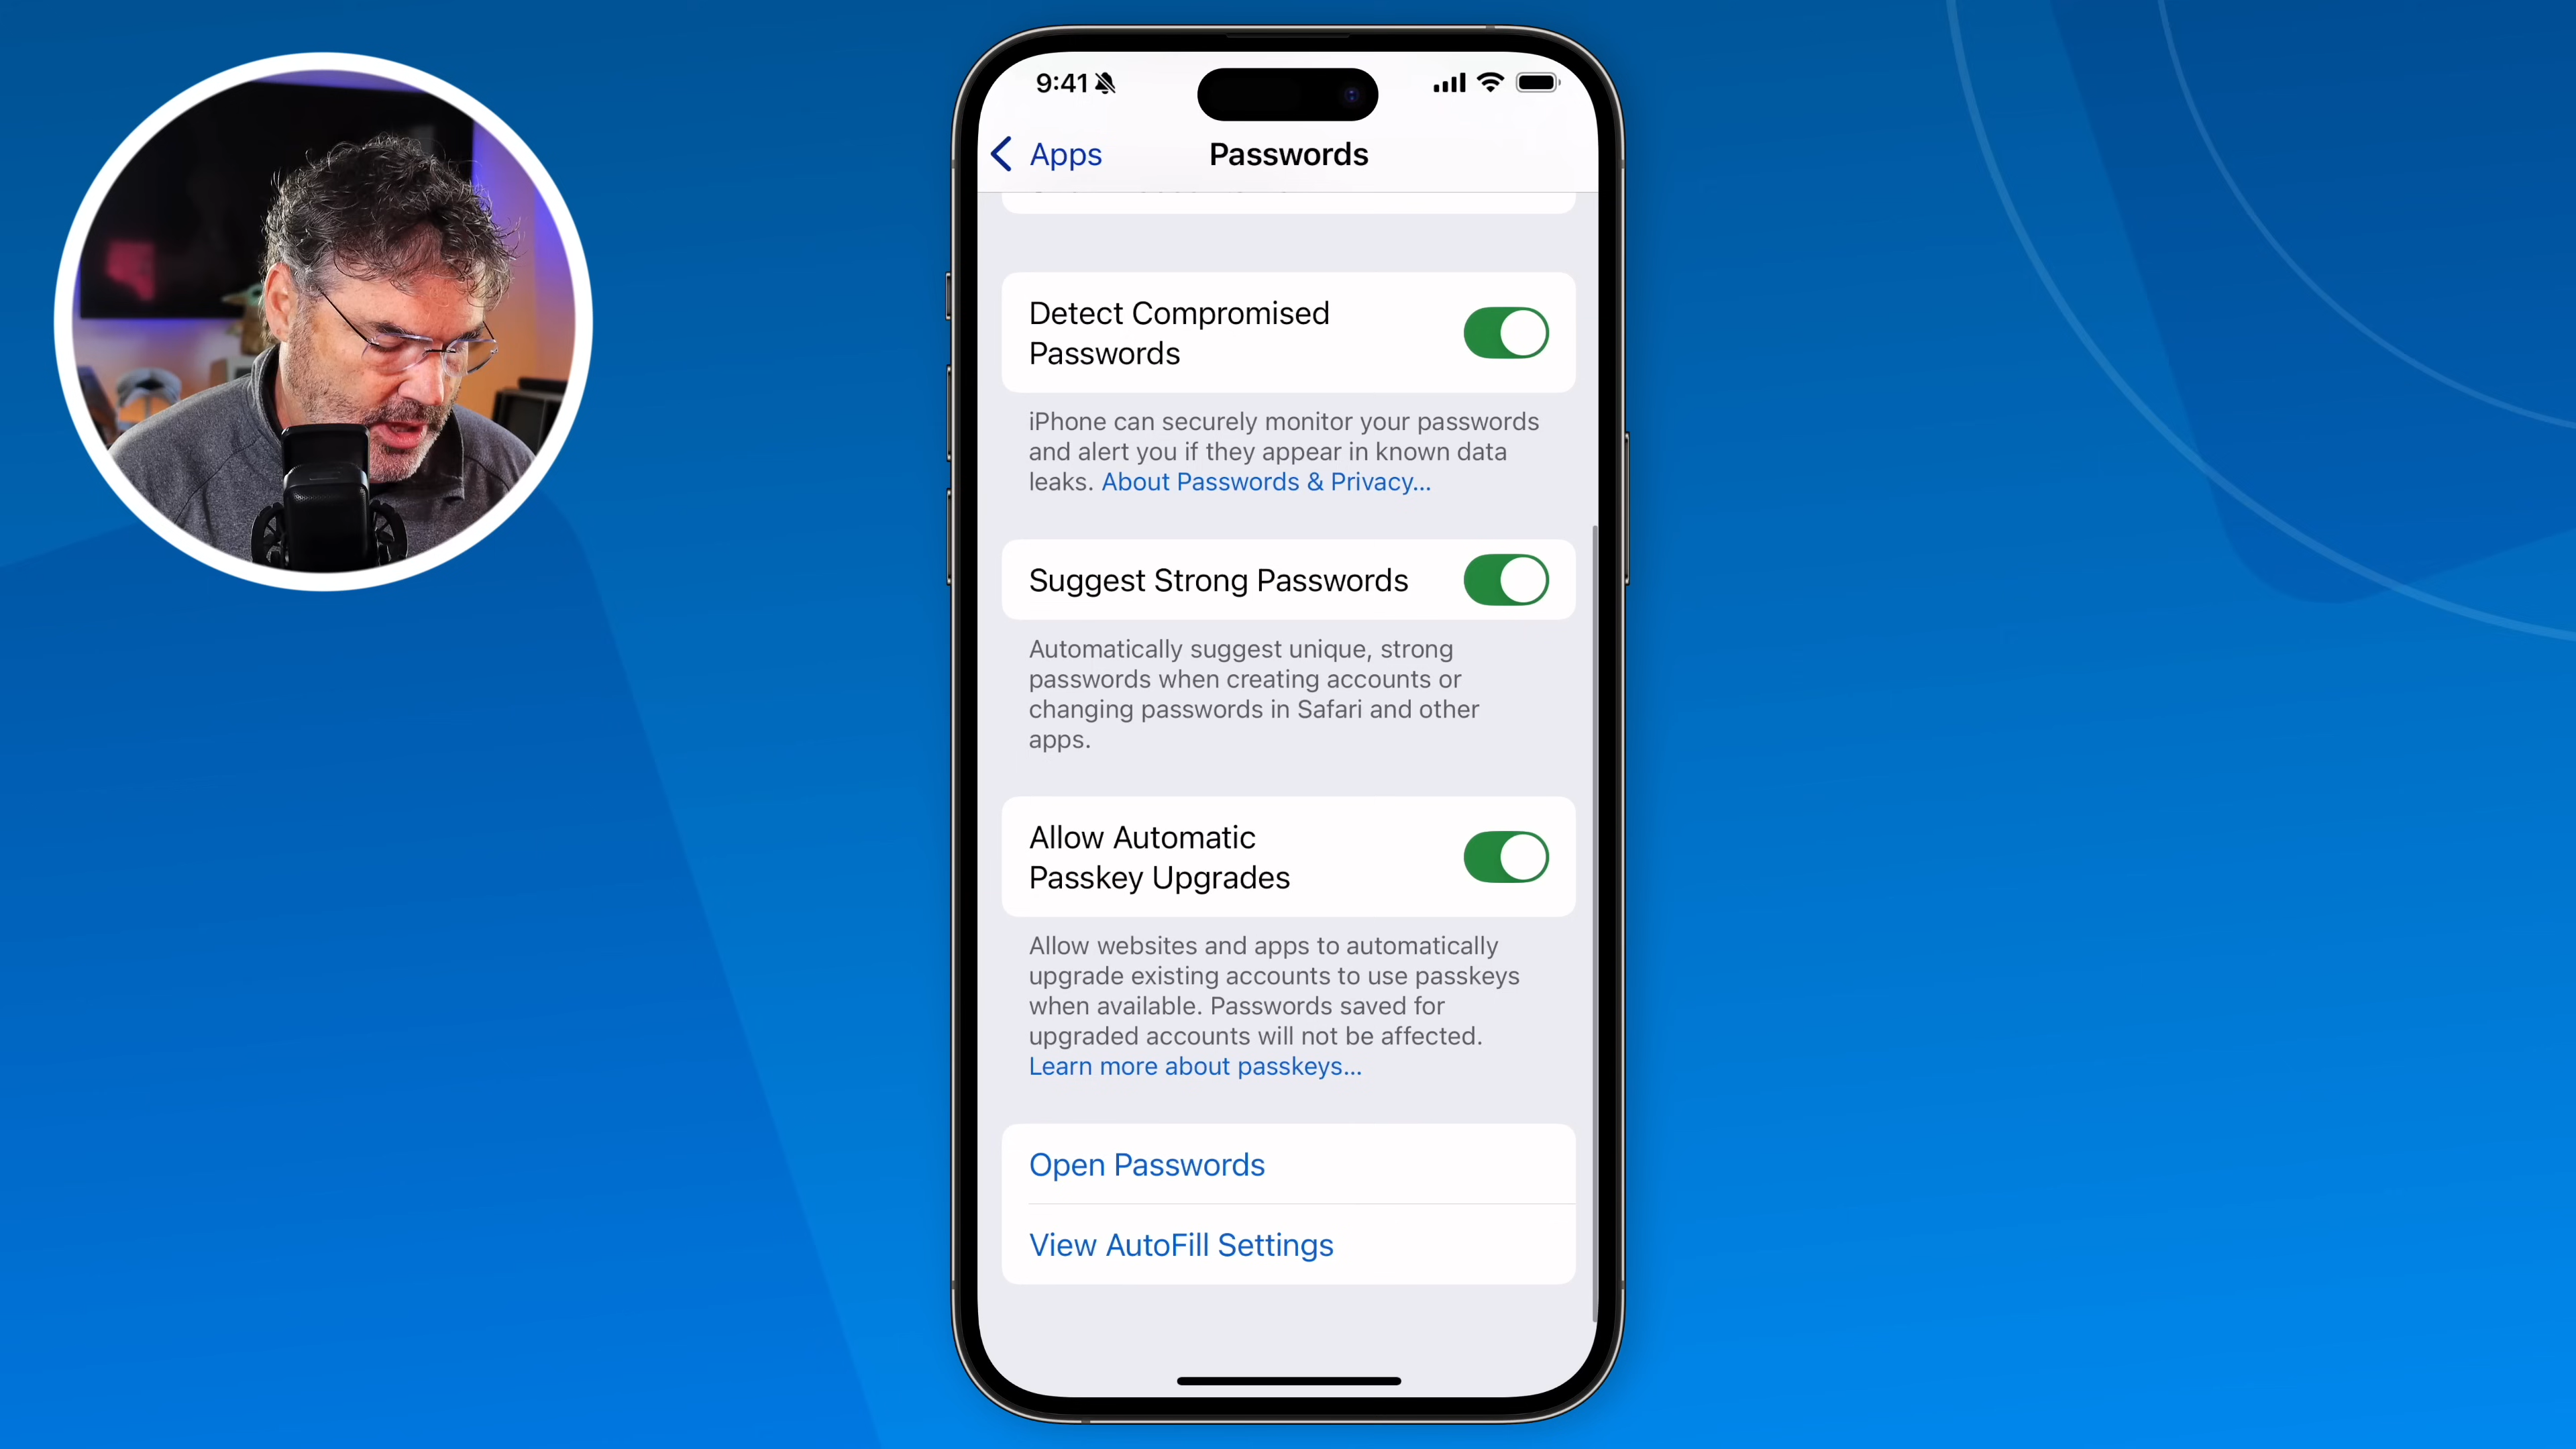 9:41
Apps
Passwords
Detect Compromised
Passwords
iPhone can securely monitor your passwords
and alert you if they appear in known data
leaks. About Passwords & Privacy...
Suggest Strong Passwords
Automatically suggest unique, strong
passwords when creating accounts or
changing passwords in Safari and other
apps.
Allow Automatic
Passkey Upgrades
Allow websites and apps to automatically
upgrade existing accounts to use passkeys
when available. Passwords saved for
upgraded accounts will not be affected.
Learn more about passkeys...
Open Passwords
View AutoFill Settings